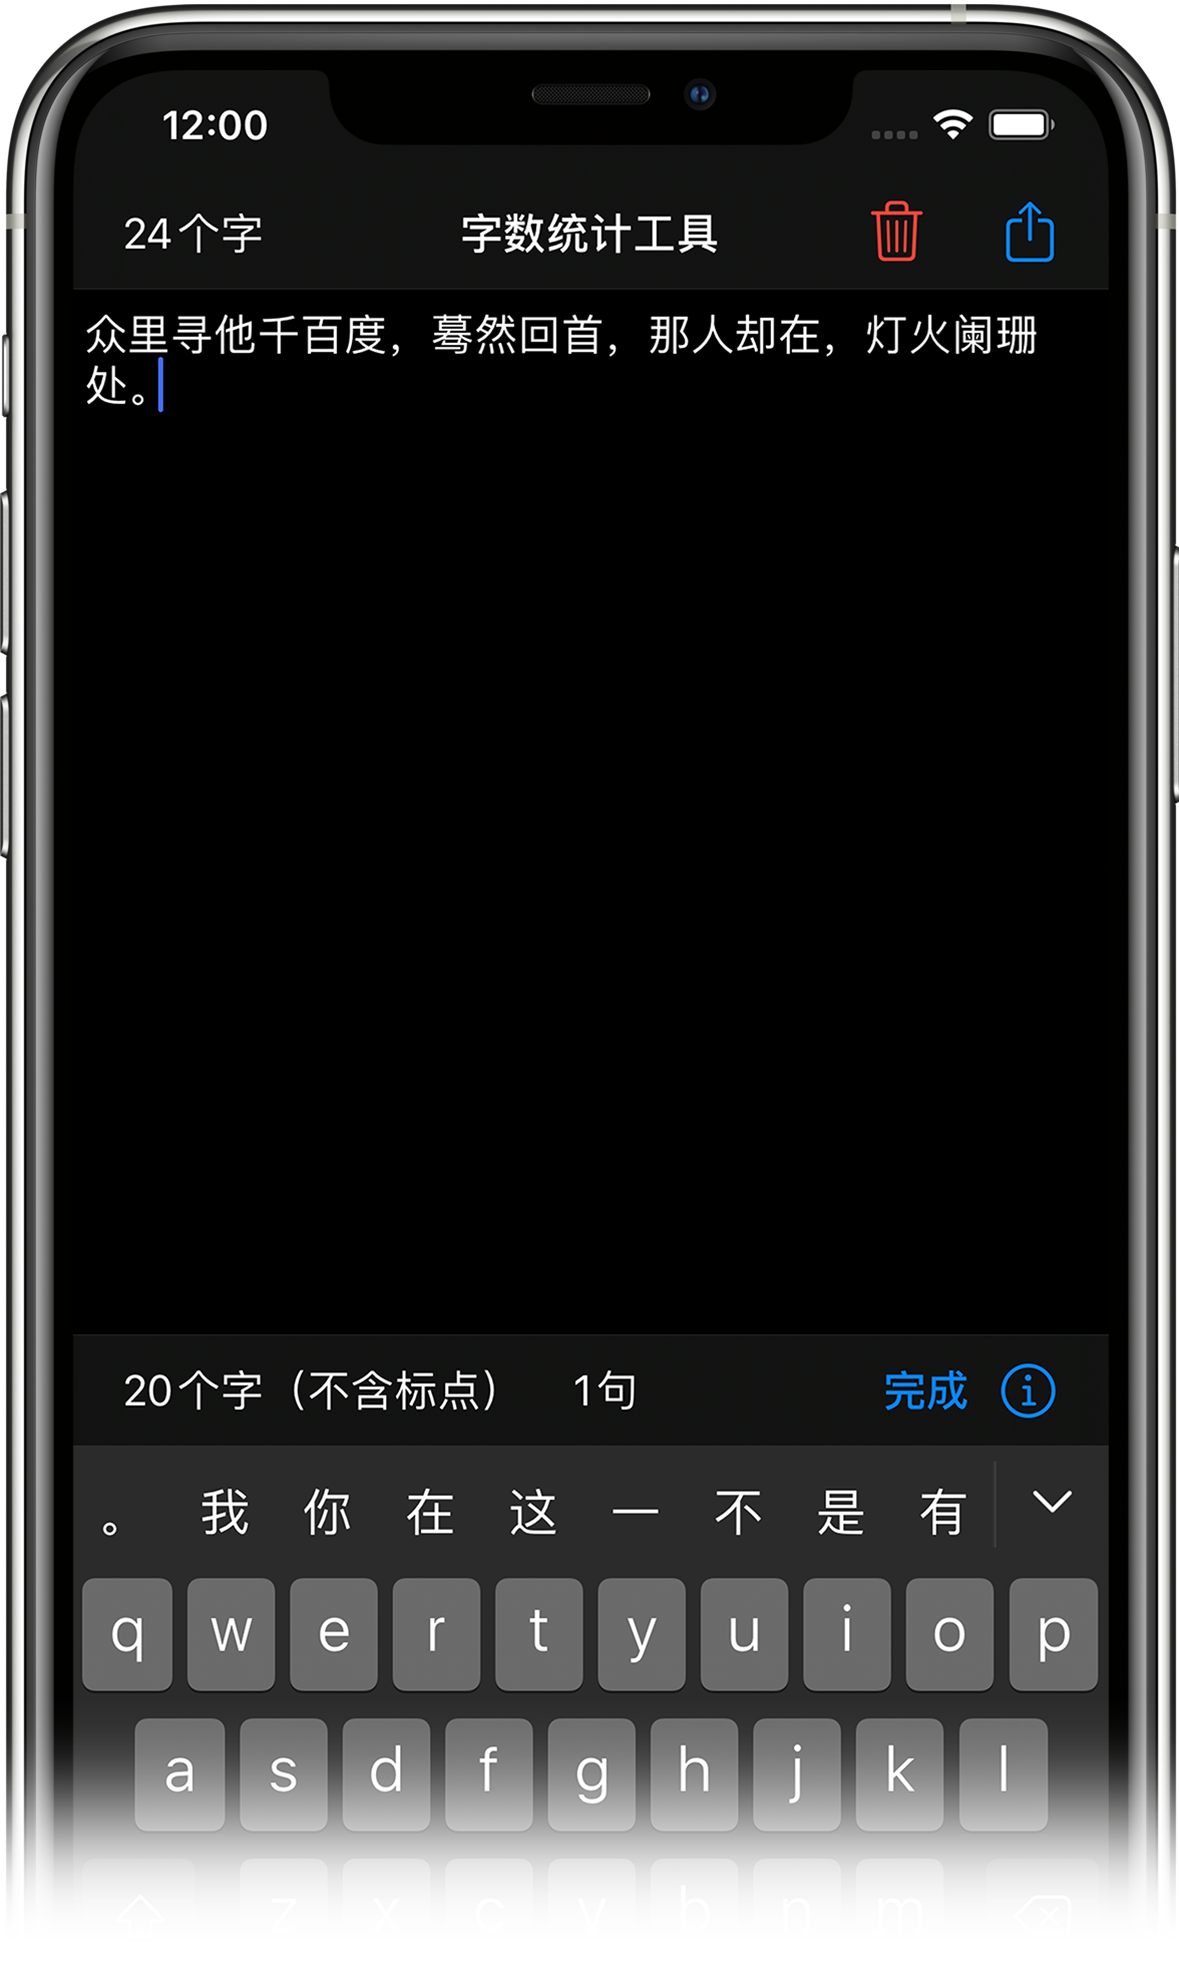 12:00
24个字 字数统计工具
众里寻他千百度，蓦然回首，那人却在，灯火阑珊
处。
20个字（不含标点） 1句 完成
。 我 你 在 这 一 不 是 有
q w e r t y u i o p
a s d f g h j k l
z x c v b n m